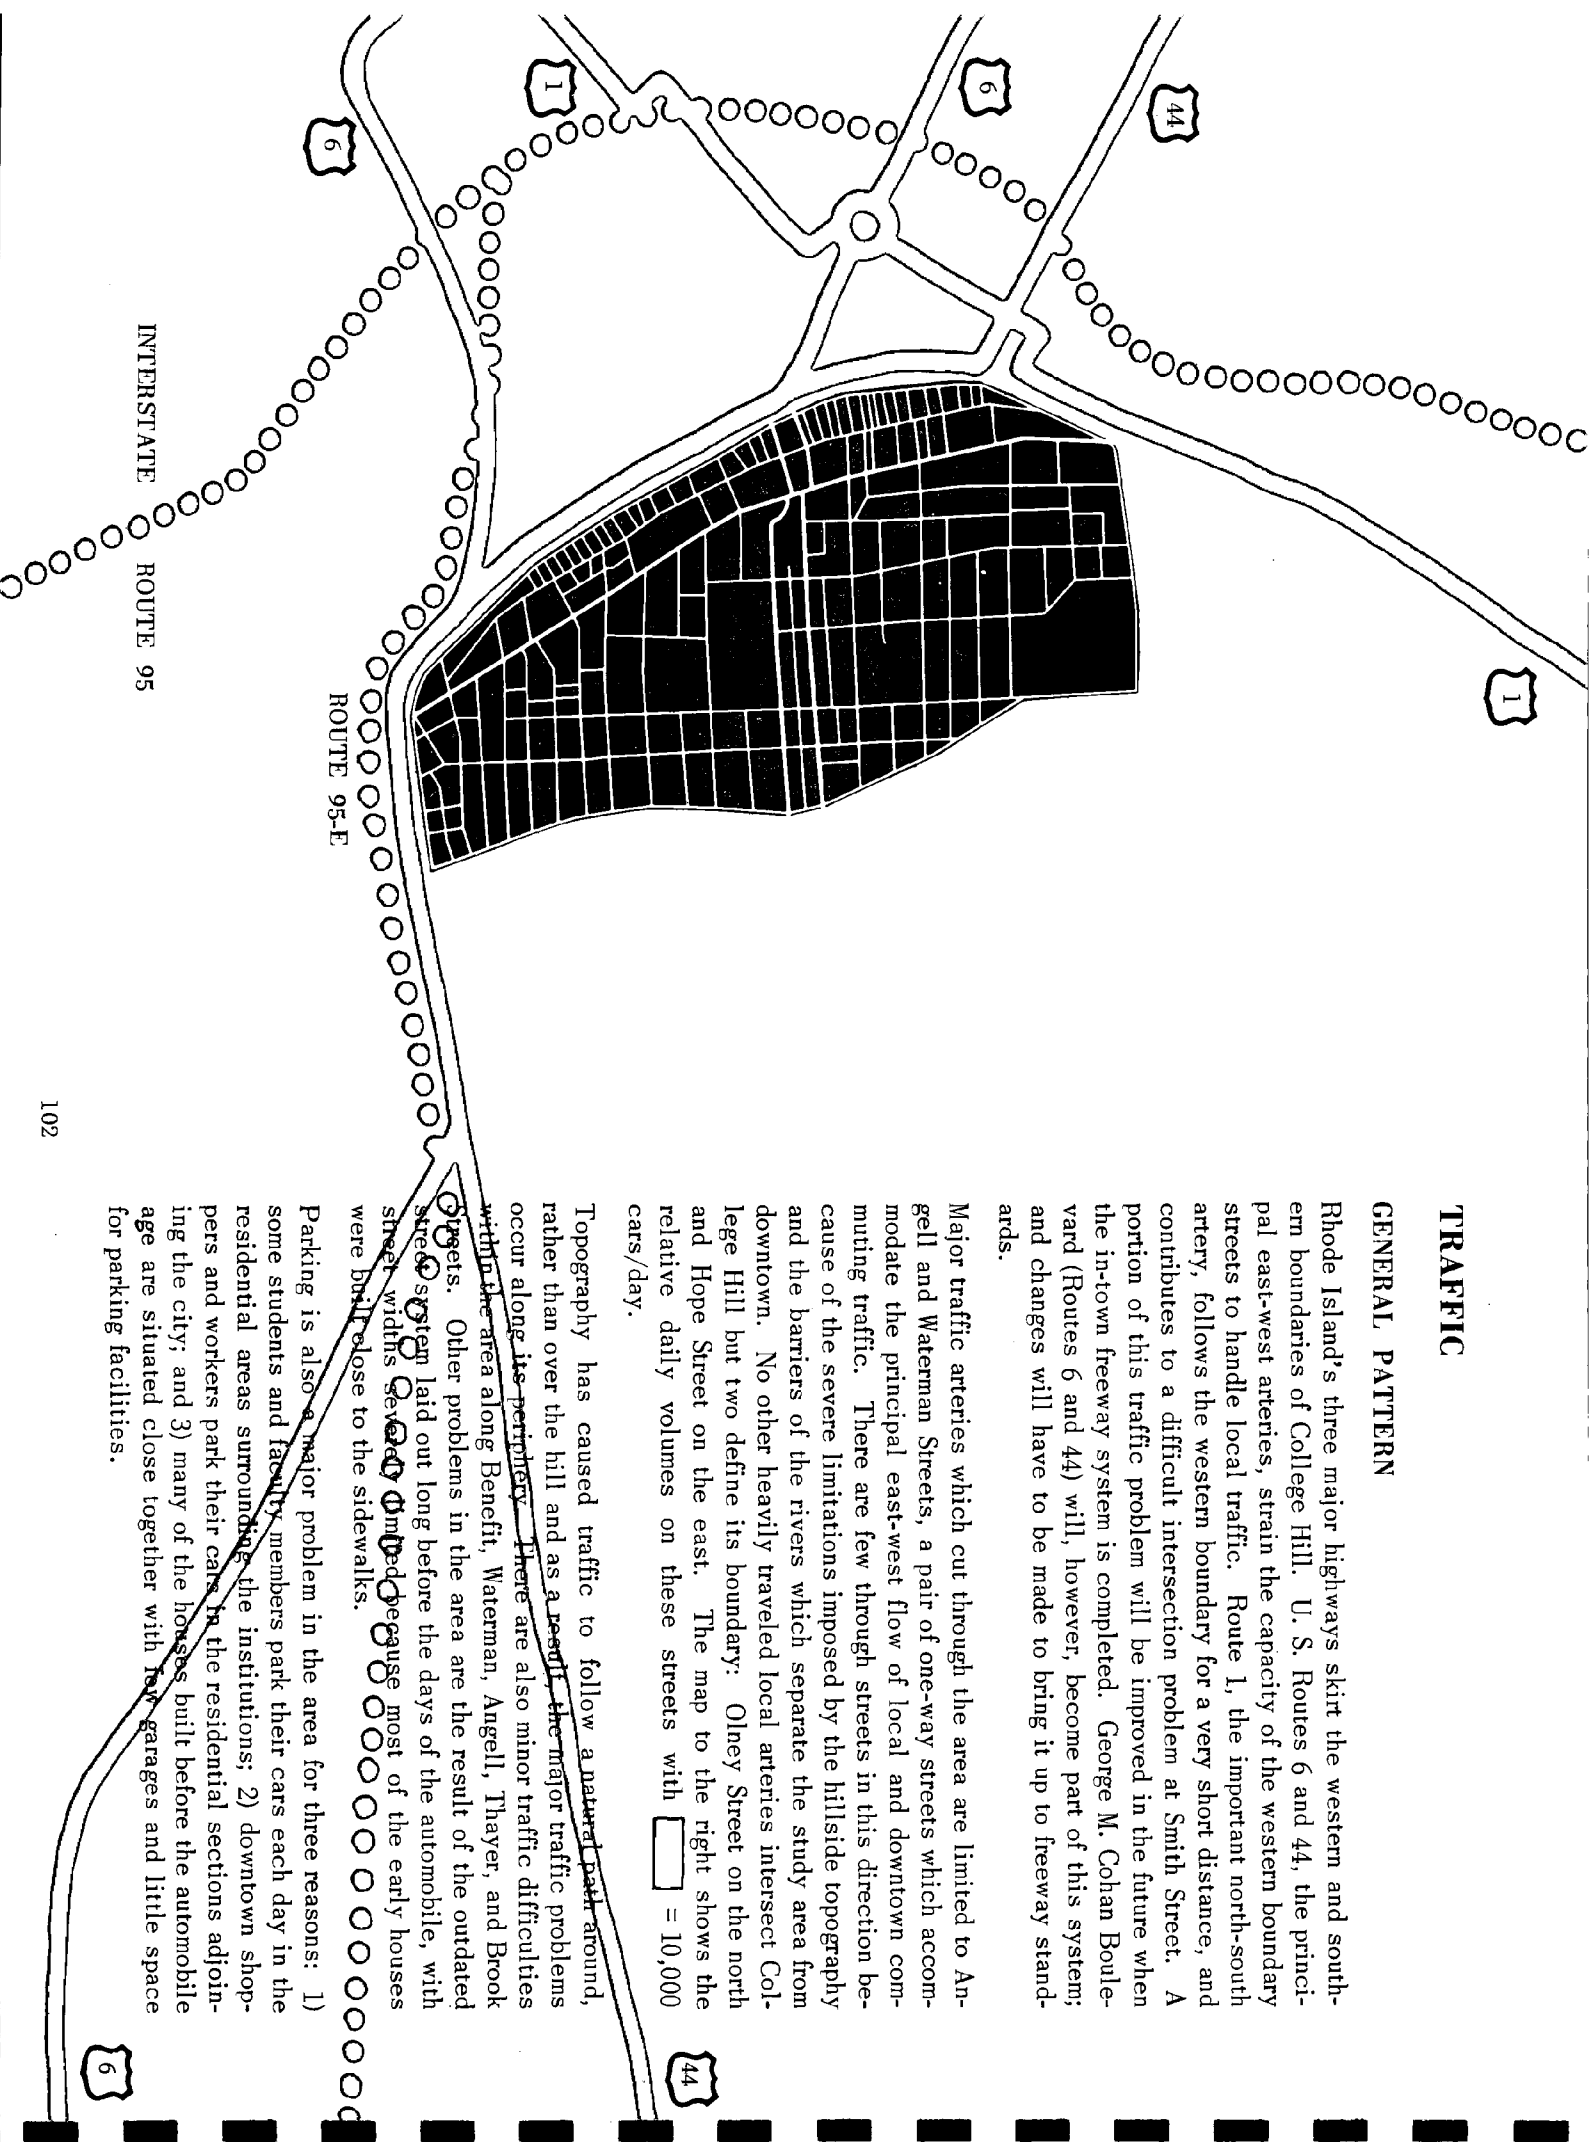 TRAFFIC
GENERAL PATTERN
Rhode Island's three major highways skirt the western and south-
ern boundaries of College Hill. U. S. Routes 6 and 44, the princi-
pal east-west arteries, strain the capacity of the western boundary
streets to handle local traffic. Route 1, the important north-south
artery, follows the western boundary for a very short distance, and
contributes to a difficult intersection problem at Smith Street. A
portion of this traffic problem will be improved in the future when
the in-town freeway system is completed. George M. Cohan Boule-
vard (Routes 6 and 44) will, however, become part of this system;
and changes will have to be made to bring it up to freeway stand-
ards.
Major traffic arteries which cut through the area are limited to An-
gell and Waterman Streets, a pair of one-way streets which accom-
modate the principal east-west flow of local and downtown com-
muting traffic. There are few through streets in this direction be-
cause of the severe limitations imposed by the hillside topography
and the barriers of the rivers which separate the study area from
downtown. No other heavily traveled local arteries intersect Col-
lege Hill but two define its boundary: Olney Street on the north
and Hope Street on the east. The map to the right shows the
relative daily volumes on these streets with = 10,000
cars/day.
Topography has caused traffic to follow a natural path around,
rather than over the hill and as a result, the major traffic problems
occur along its periphery. There are also minor traffic difficulties
within the area along Benefit, Waterman, Angell, Thayer, and Brook
Streets. Other problems in the area are the result of the outdated
street system laid out long before the days of the automobile, with
street widths severely limited because most of the early houses
were built close to the sidewalks.
Parking is also a major problem in the area for three reasons: 1)
some students and faculty members park their cars each day in the
residential areas surrounding the institutions; 2) downtown shop-
pers and workers park their cars in the residential sections adjoin-
ing the city; and 3) many of the houses built before the automobile
age are situated close together with few garages and little space
for parking facilities.
1
44
6
1
6
ROUTE 95-E
INTERSTATE ROUTE 95
44
6
102